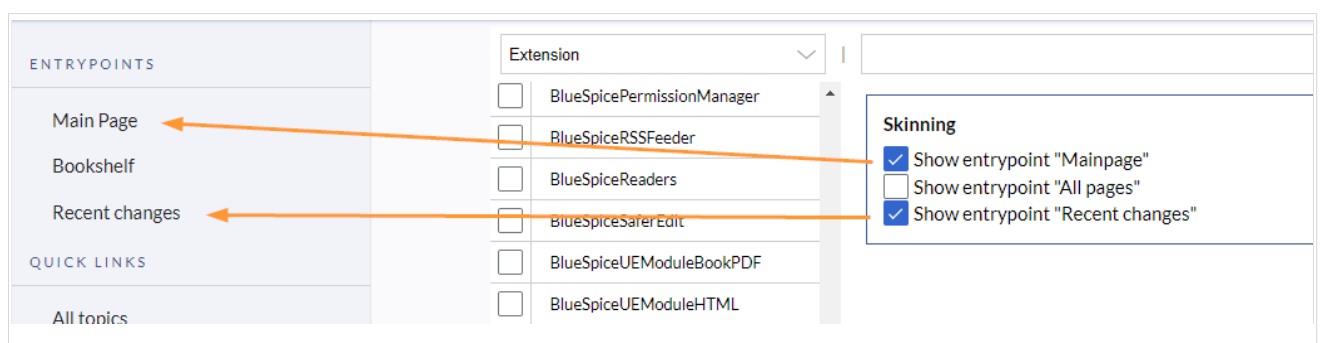 ENTRYPOINTS
Main Page
Bookshelf
Recent changes
QUICK LINKS
All topics
Extension
|
BlueSpicePermissionManager
BlueSpiceRSSFeeder
BlueSpiceReaders
BlueSpiceSaferEdit
BlueSpiceUEModuleBookPDF
BlueSpiceUEModuleHTML
Skinning
Show entrypoint "Mainpage"
Show entrypoint "All pages"
Show entrypoint "Recent changes"